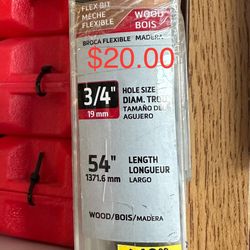 FLEX BIT
MÈCHE
FLEXIBLE
WOOD
BOIS
BROCA FLEXIBLE MADERA
$20.00
3/4"
19 mm
HOLE SIZE
DIAM. TROU
TAMAÑO DEL
AGUJERO
54"
1371.6 mm
LENGTH
LONGUEUR
LARGO
WOOD/BOIS/MADERA